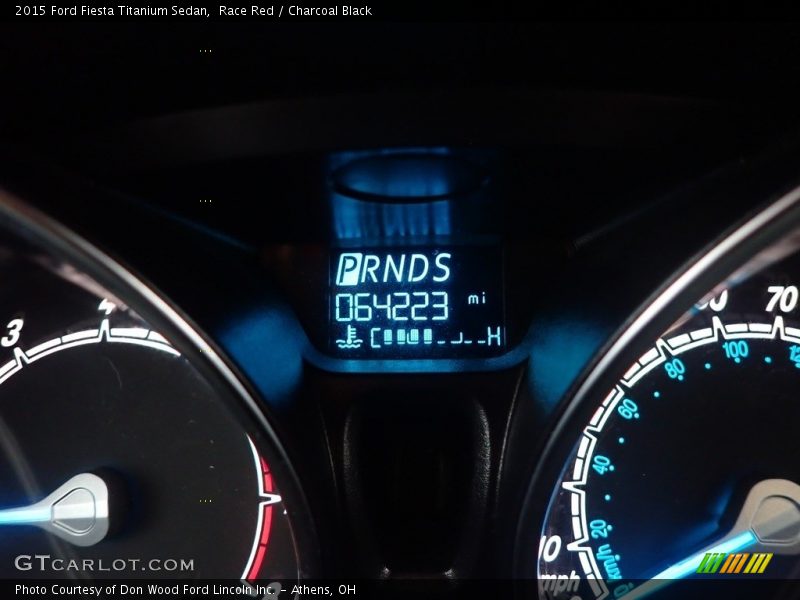 2015 Ford Fiesta Titanium Sedan,  Race Red / Charcoal Black
PRNDS
064223 mi
C H
3 4
70
100
80
60
40
20
km/h
10
mph
GTCARLOT.COM
Photo Courtesy of Don Wood Ford Lincoln Inc. - Athens, OH